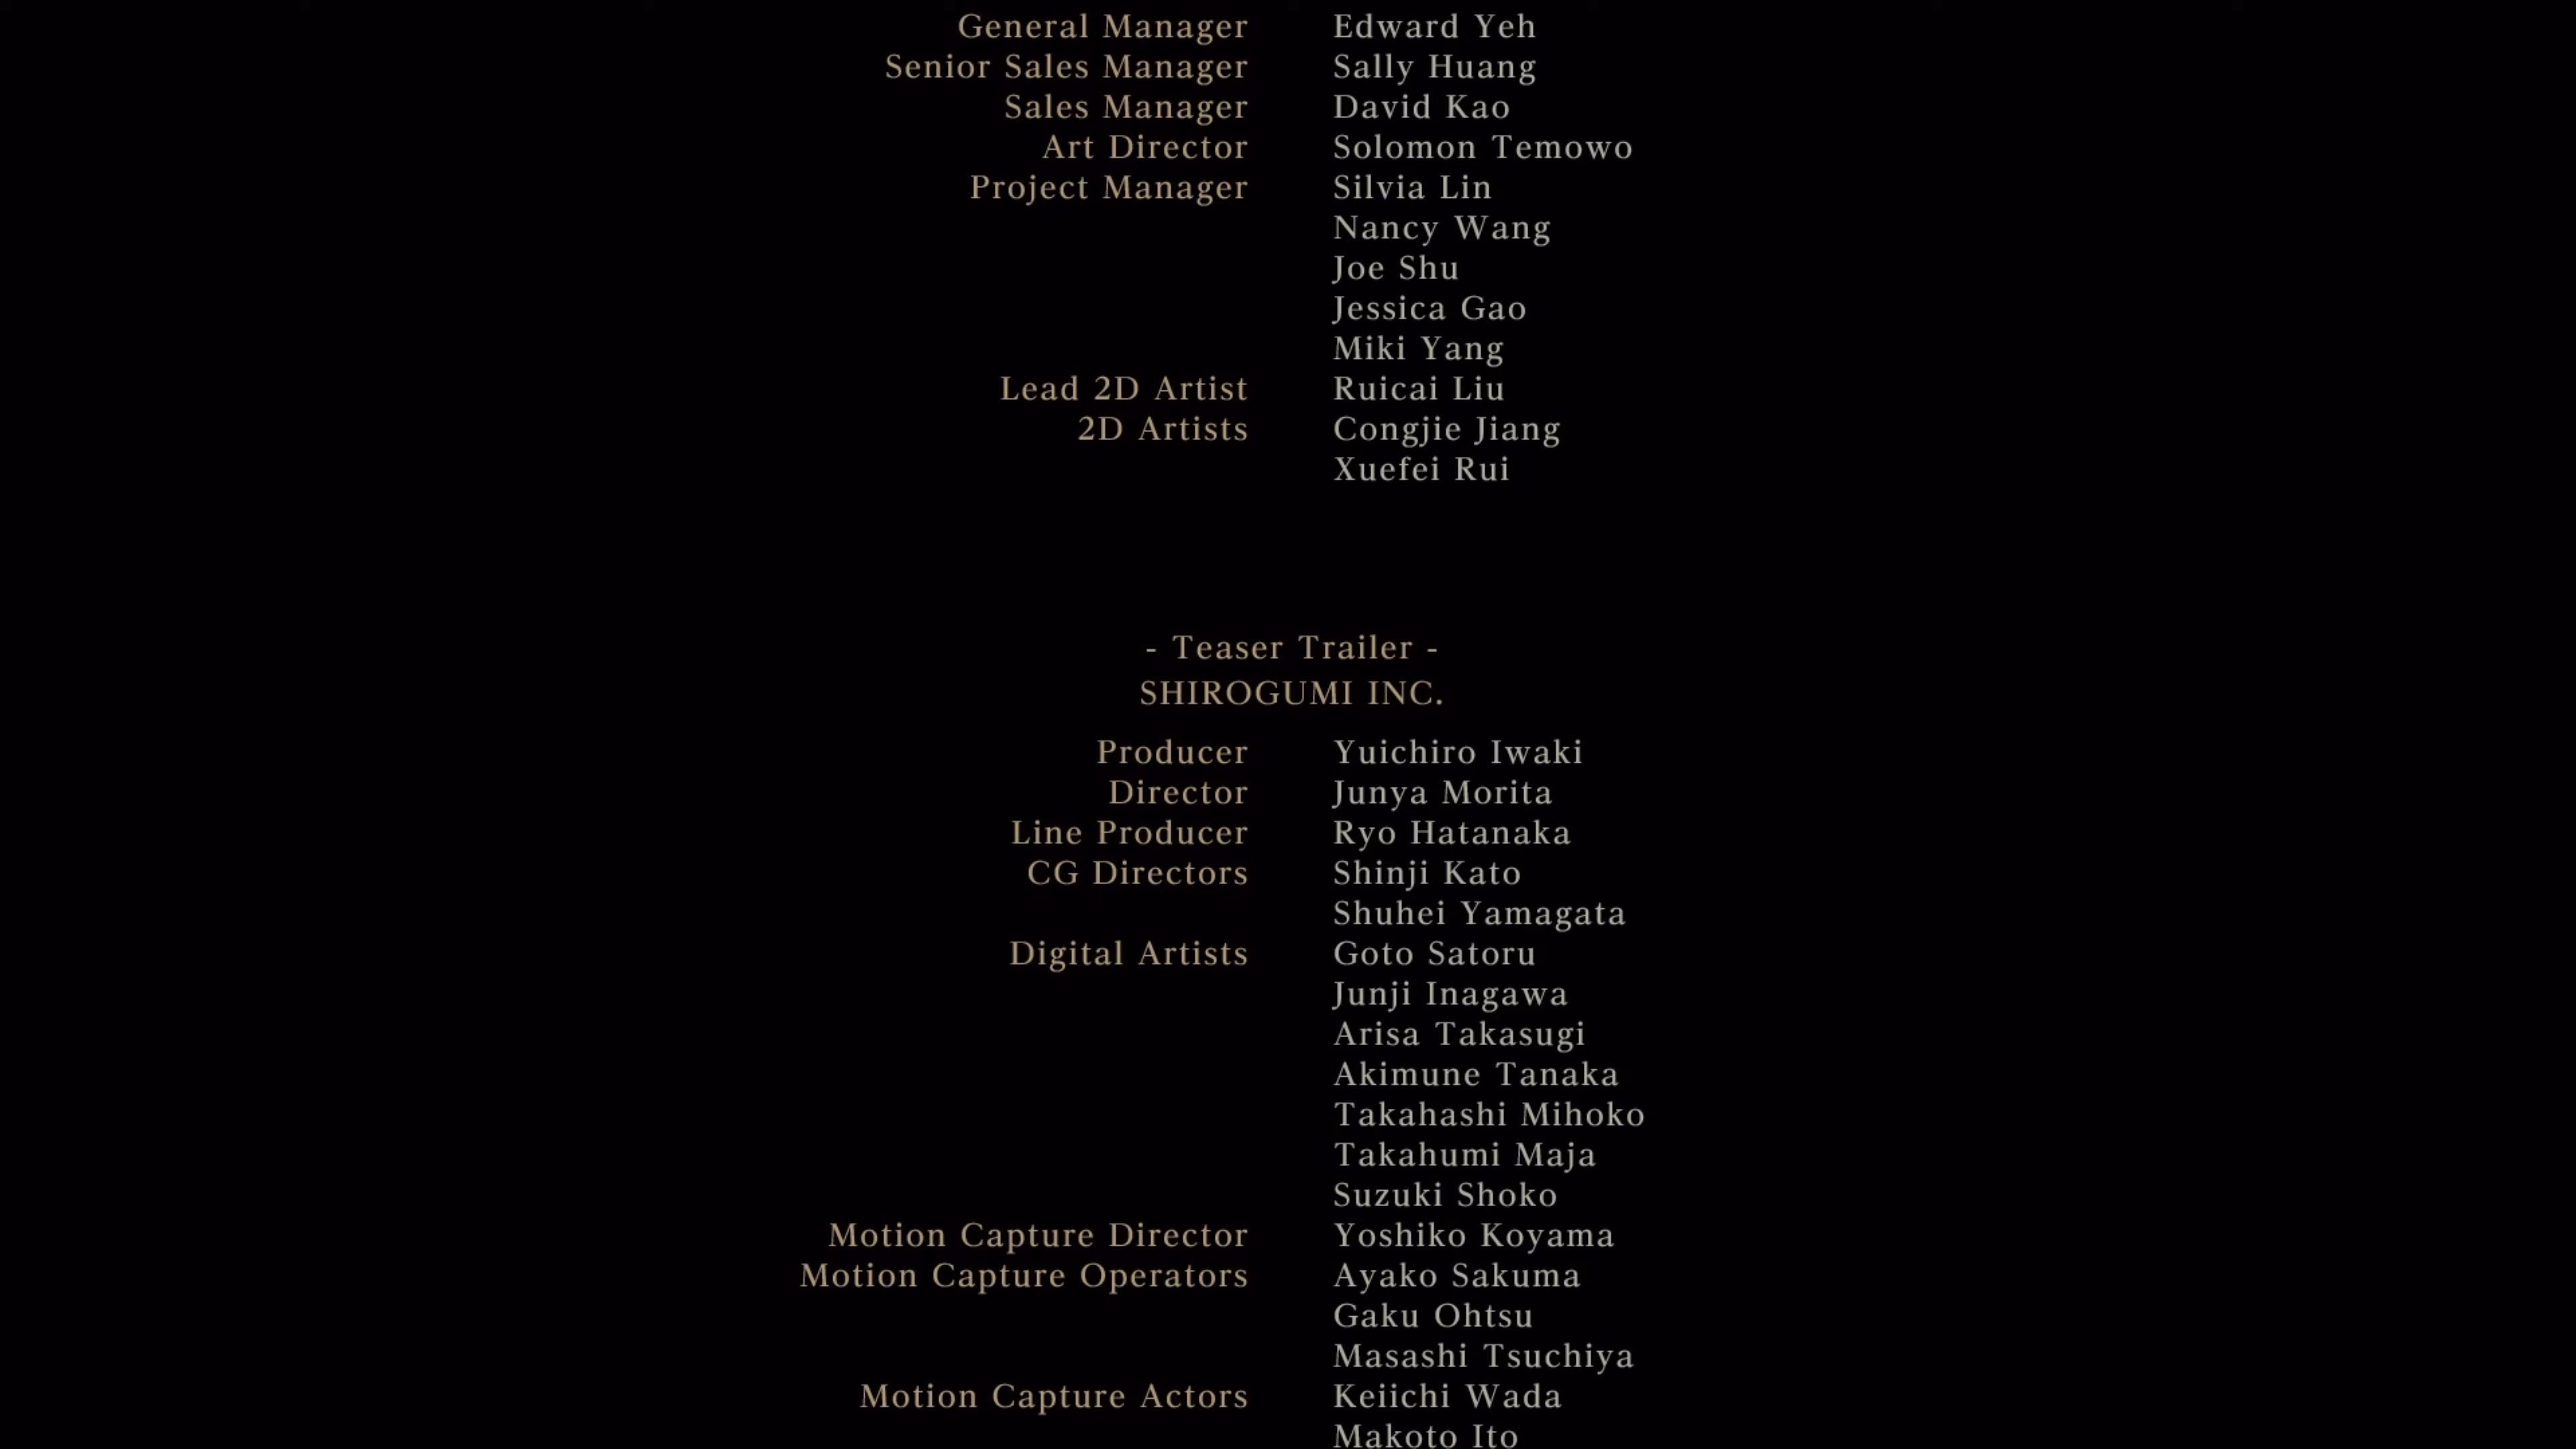 General Manager Edward Yeh
Senior Sales Manager Sally Huang
Sales Manager David Kao
Art Director Solomon Temowo
Project Manager Silvia Lin
Nancy Wang
Joe Shu
Jessica Gao
Miki Yang
Lead 2D Artist Ruicai Liu
2D Artists Congjie Jiang
Xuefei Rui
- Teaser Trailer -
SHIROGUMI INC.
Producer Yuichiro Iwaki
Director Junya Morita
Line Producer Ryo Hatanaka
CG Directors Shinji Kato
Shuhei Yamagata
Digital Artists Goto Satoru
Junji Inagawa
Arisa Takasugi
Akimune Tanaka
Takahashi Mihoko
Takahumi Maja
Suzuki Shoko
Motion Capture Director Yoshiko Koyama
Motion Capture Operators Ayako Sakuma
Gaku Ohtsu
Masashi Tsuchiya
Motion Capture Actors Keiichi Wada
Makoto Ito